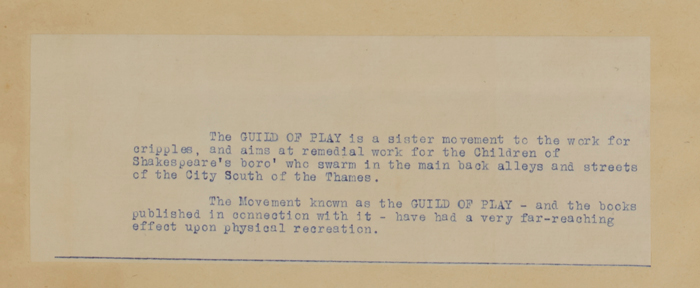 The GUILD OF PLAY is a sister movement to the work for
cripples, and aims at remedial work for the Children of
Shakespeare's boro' who swarm in the main back alleys and streets
of the City South of the Thames.
The Movement known as the GUILD OF PLAY - and the books
published in connection with it - have had a very far-reaching
effect upon physical recreation.